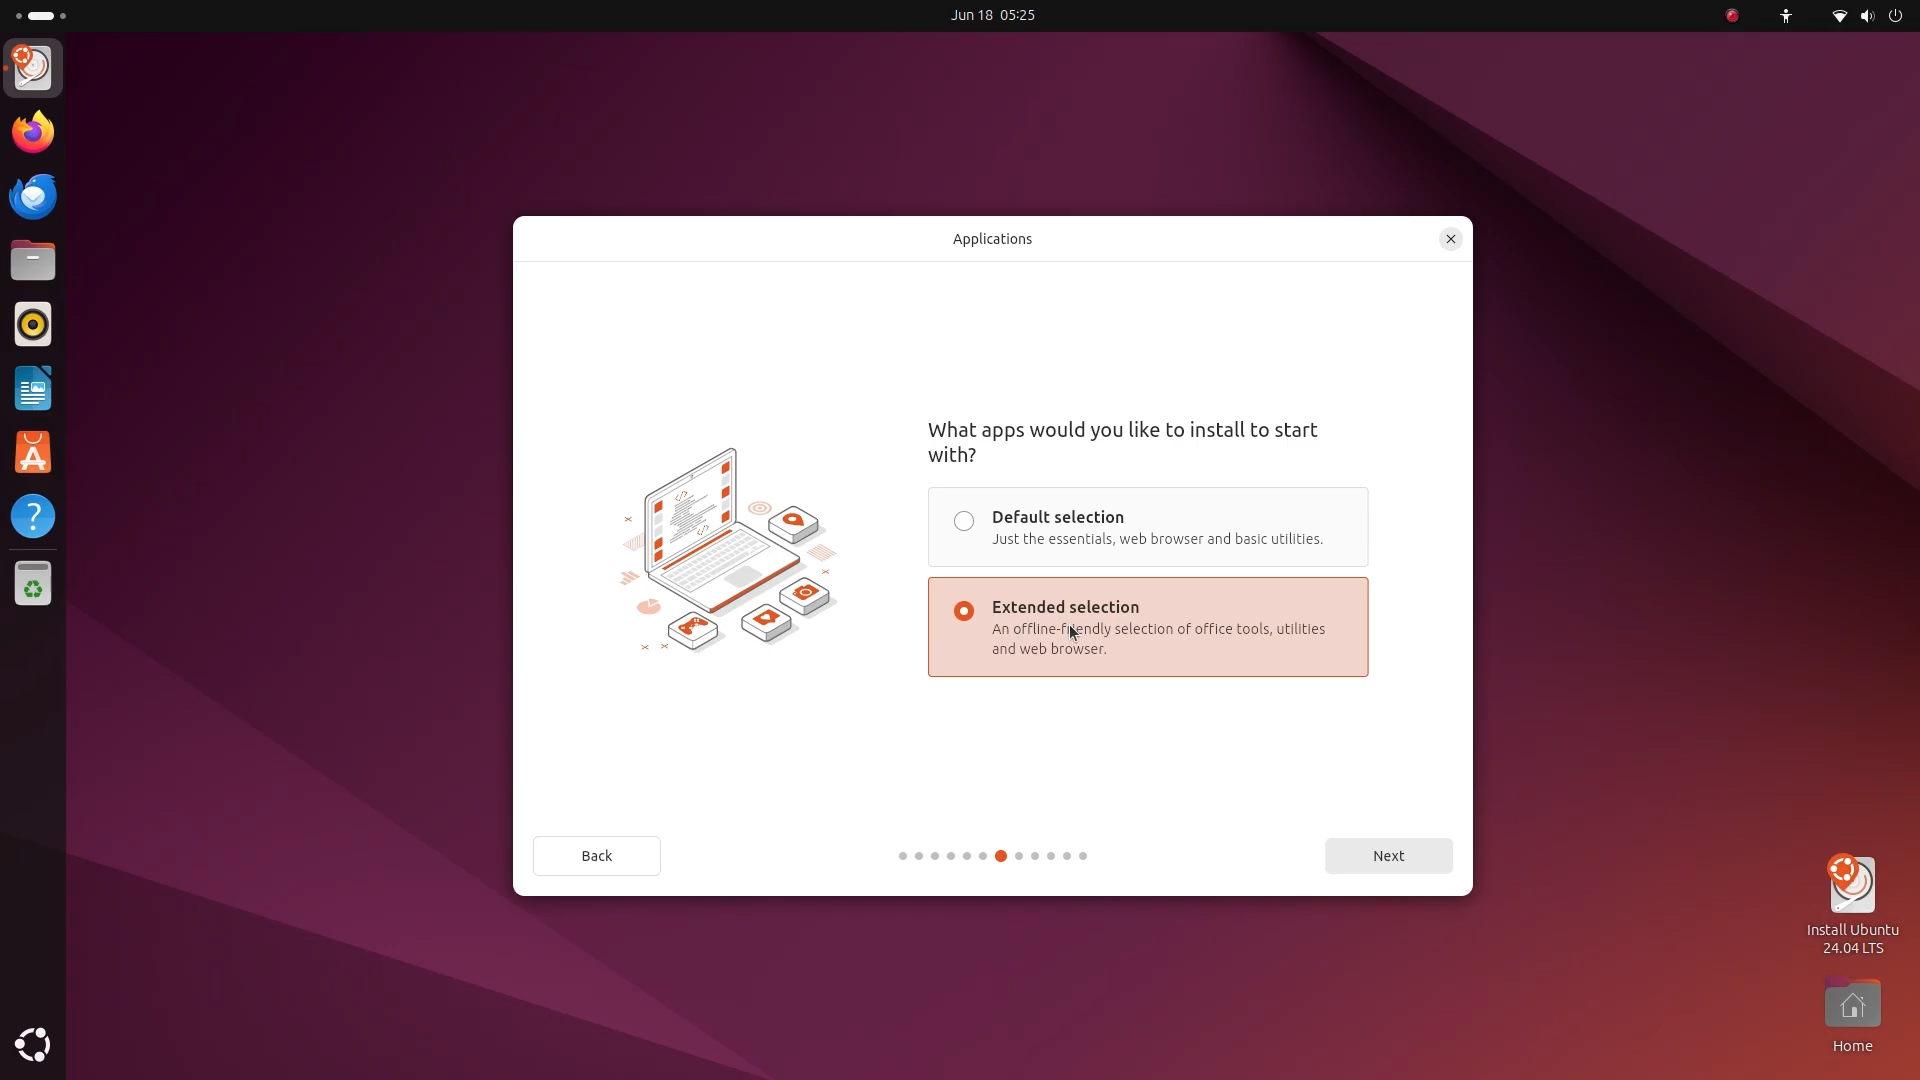 Jun 18 05:25
Applications
What apps would you like to install to start
with?
Default selection
Just the essentials, web browser and basic utilities.
Extended selection
An offline-friendly selection of office tools, utilities
and web browser.
Back
Next
Install Ubuntu
24.04 LTS
Home